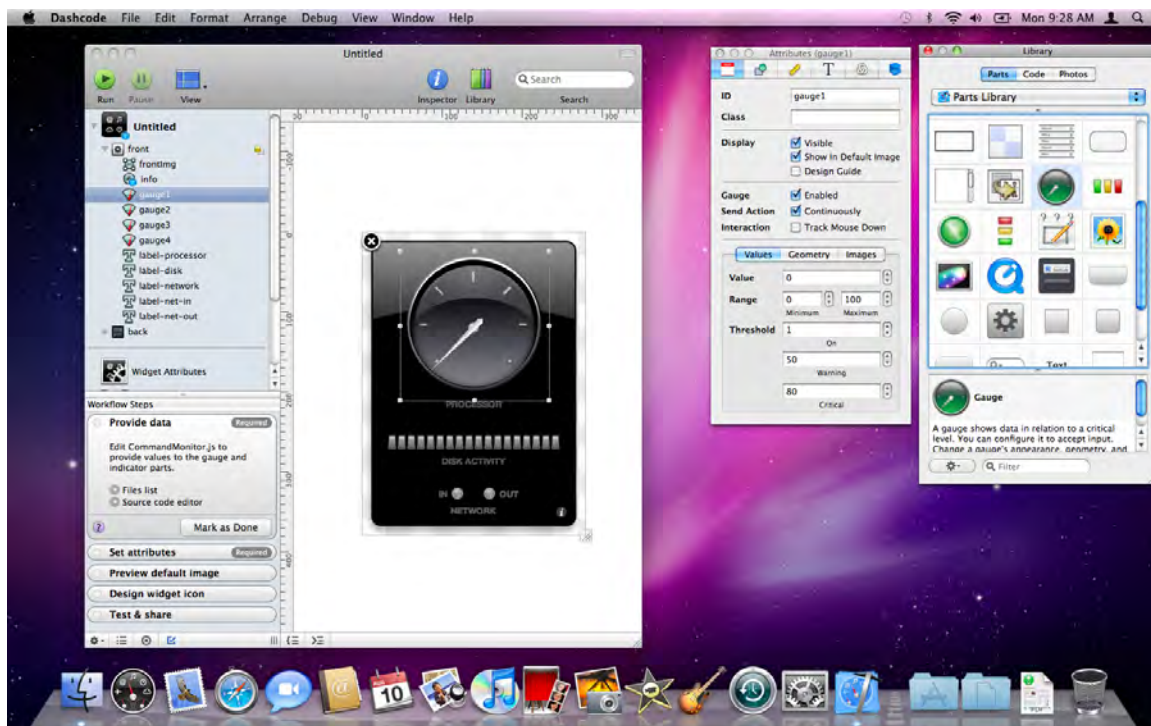 Dashcode File Edit Format Arrange Debug View Window Help
Mon 9:28 AM
Untitled
Run Pause View
Inspector Library
Search
Search
Untitled
front
frontImg
info
gauge1
gauge2
gauge3
gauge4
label-processor
label-disk
label-network
label-net-in
label-net-out
back
Widget Attributes
Workflow Steps
Provide data Required
Edit CommandMonitor.js to
provide values to the gauge and
indicator parts.
Files list
Source code editor
Mark as Done
Set attributes Required
Preview default image
Design widget icon
Test & share
PROCESSOR
DISK ACTIVITY
IN OUT
NETWORK
Attributes (gauge1)
ID gauge1
Class
Display Visible
Show in Default Image
Design Guide
Gauge Enabled
Send Action Continuously
Interaction Track Mouse Down
Values Geometry Images
Value 0
Range 0 100
Minimum Maximum
Threshold 1
On
50
Warning
80
Critical
Library
Parts Code Photos
Parts Library
Text
Gauge
A gauge shows data in relation to a critical
level. You can configure it to accept input.
Change a gauge's appearance, geometry, and
Filter
AUG
10